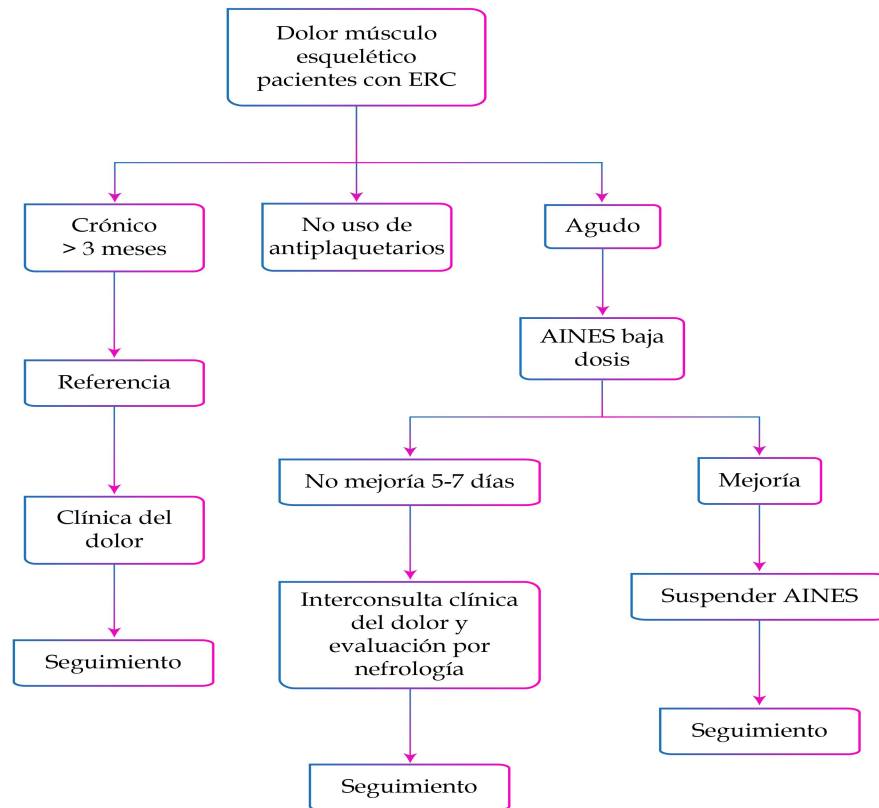 Dolor músculo
esquelético
pacientes con ERC
Crónico
> 3 meses
No uso de
antiplaquetarios
Agudo
AINES baja
dosis
Referencia
No mejoría 5-7 días
Mejoría
Clínica del
dolor
Interconsulta clínica
del dolor y
evaluación por
nefrología
Suspender AINES
Seguimiento
Seguimiento
Seguimiento